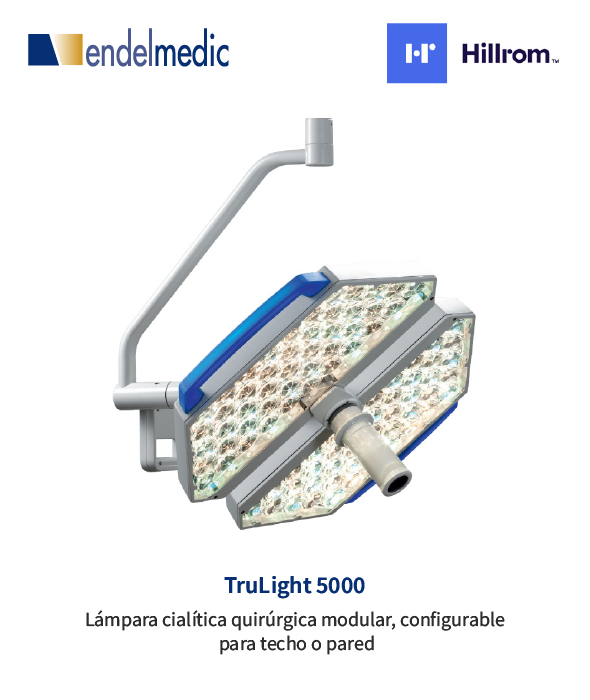 endelmedic
Hillrom™
TruLight 5000
Lámpara cialítica quirúrgica modular, configurable
para techo o pared